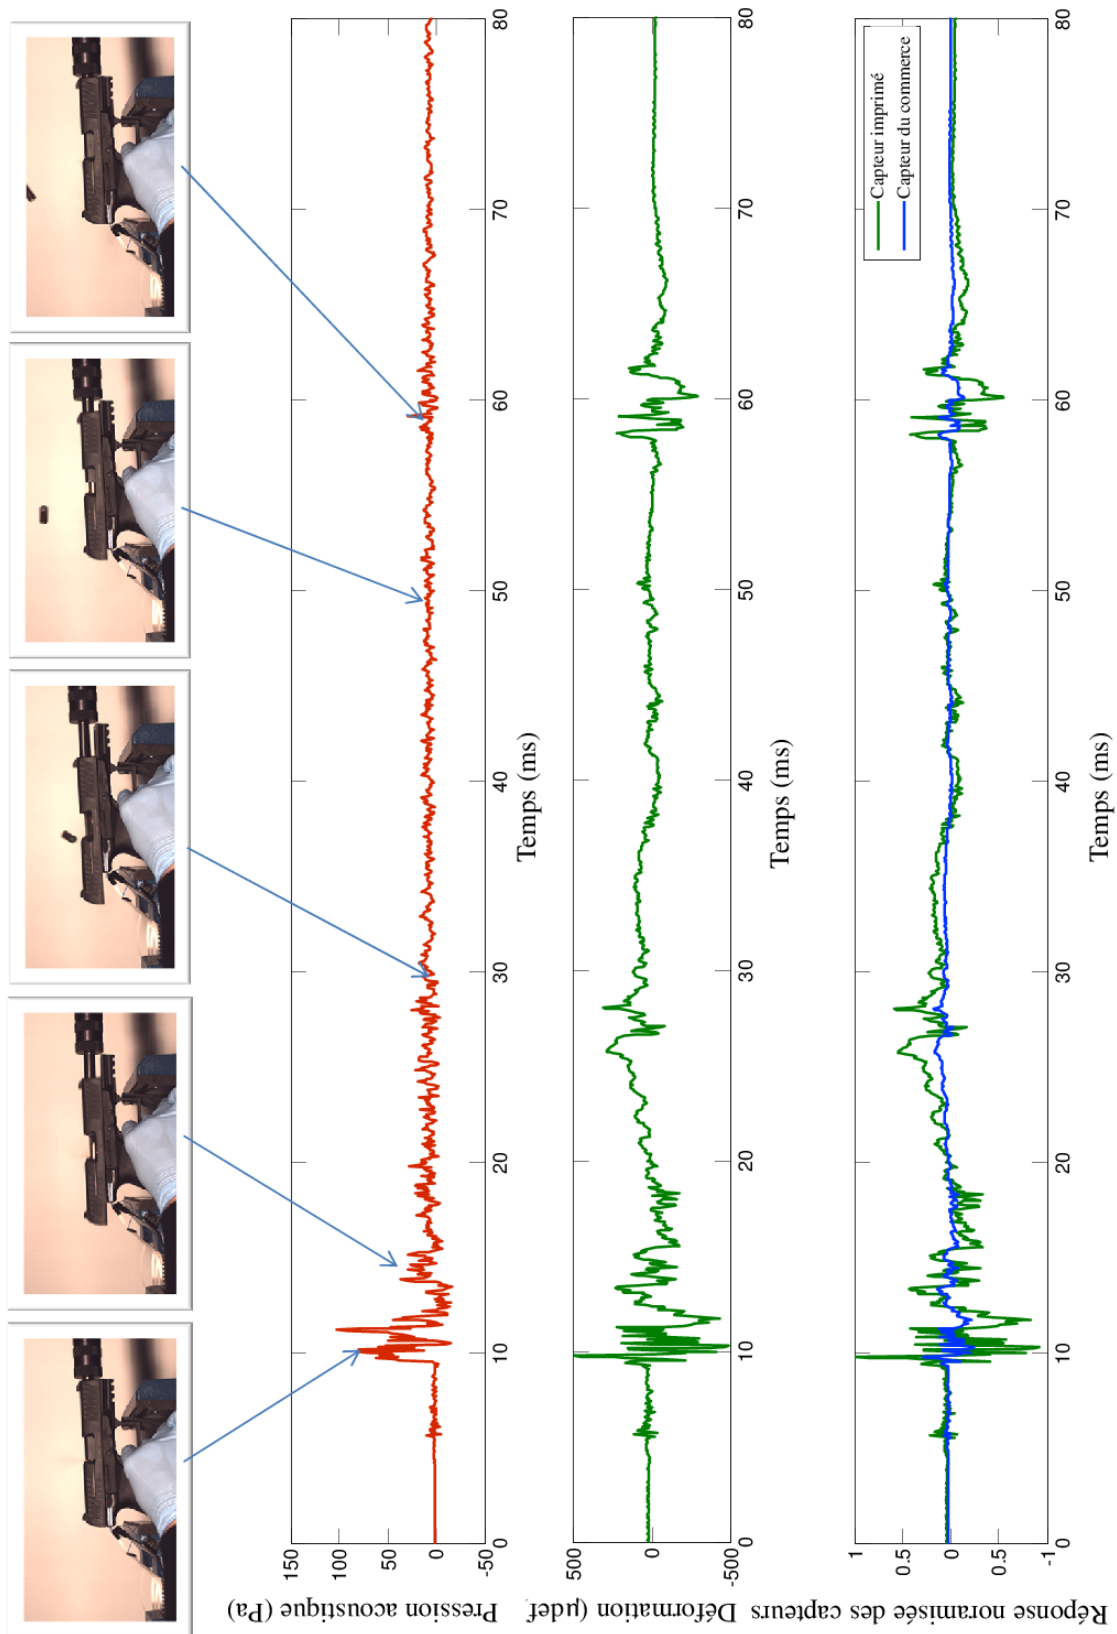 Pression acoustique (Pa)
150
100
50
0
-50
0 10 20 30 40 50 60 70 80
Temps (ms)
Déformation (µdef
500
0
-500
0 10 20 30 40 50 60 70 80
Temps (ms)
Réponse noramisée des capteurs
1
0.5
0
0.5
-1
Capteur imprimé
Capteur du commerce
0 10 20 30 40 50 60 70 80
Temps (ms)